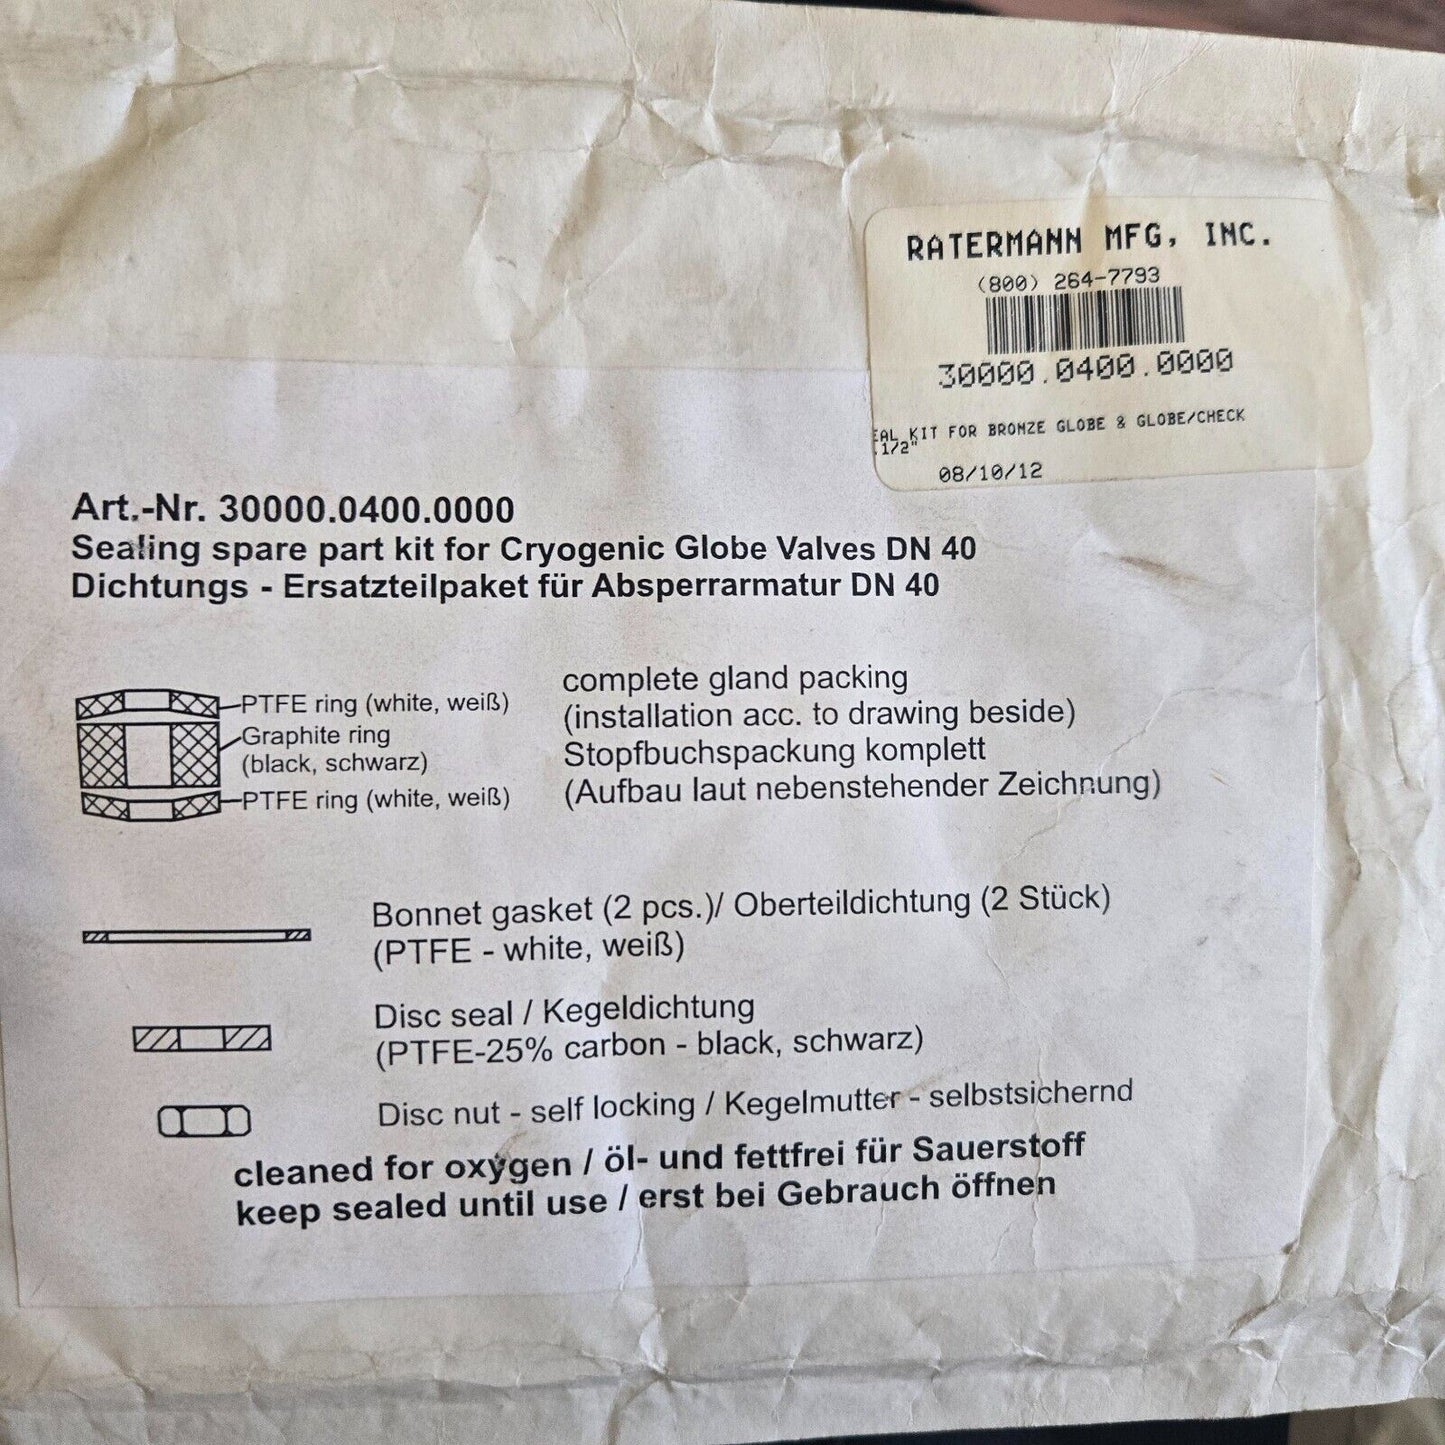 RATERMANN MFG, INC.
(800) 264-7793
30000.0400.0000
EAL KIT FOR BRONZE GLOBE & GLOBE/CHECK
1/2"
08/10/12
Art.-Nr. 30000.0400.0000
Sealing spare part kit for Cryogenic Globe Valves DN 40
Dichtungs - Ersatzteilpaket für Absperrarmatur DN 40
PTFE ring (white, weiß)
Graphite ring
(black, schwarz)
PTFE ring (white, weiß)
complete gland packing
(installation acc. to drawing beside)
Stopfbuchspackung komplett
(Aufbau laut nebenstehender Zeichnung)
Bonnet gasket (2 pcs.)/ Oberteildichtung (2 Stück)
(PTFE - white, weiß)
Disc seal / Kegeldichtung
(PTFE-25% carbon - black, schwarz)
Disc nut - self locking / Kegelmutter - selbstsichernd
cleaned for oxygen / öl- und fettfrei für Sauerstoff
keep sealed until use / erst bei Gebrauch öffnen